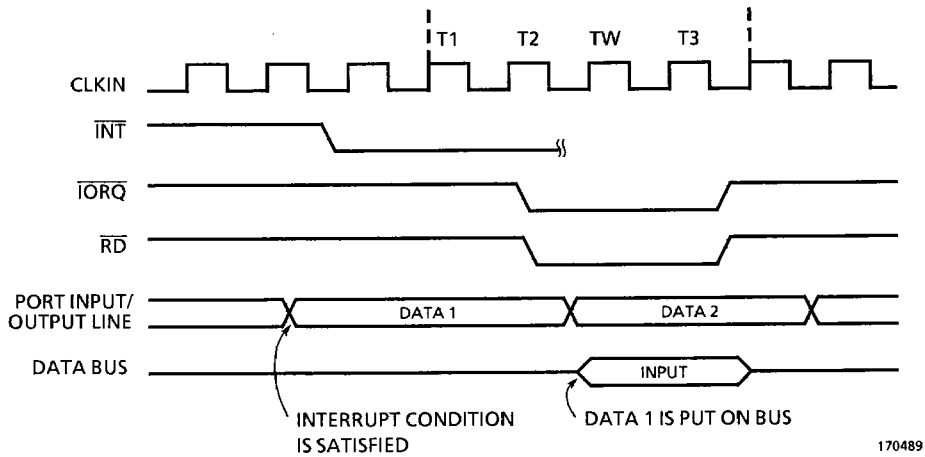 T1 T2 TW T3
CLKIN
INT
IORQ
RD
PORT INPUT/
OUTPUT LINE
DATA 1
DATA 2
DATA BUS
INPUT
INTERRUPT CONDITION
IS SATISFIED
DATA 1 IS PUT ON BUS
170489